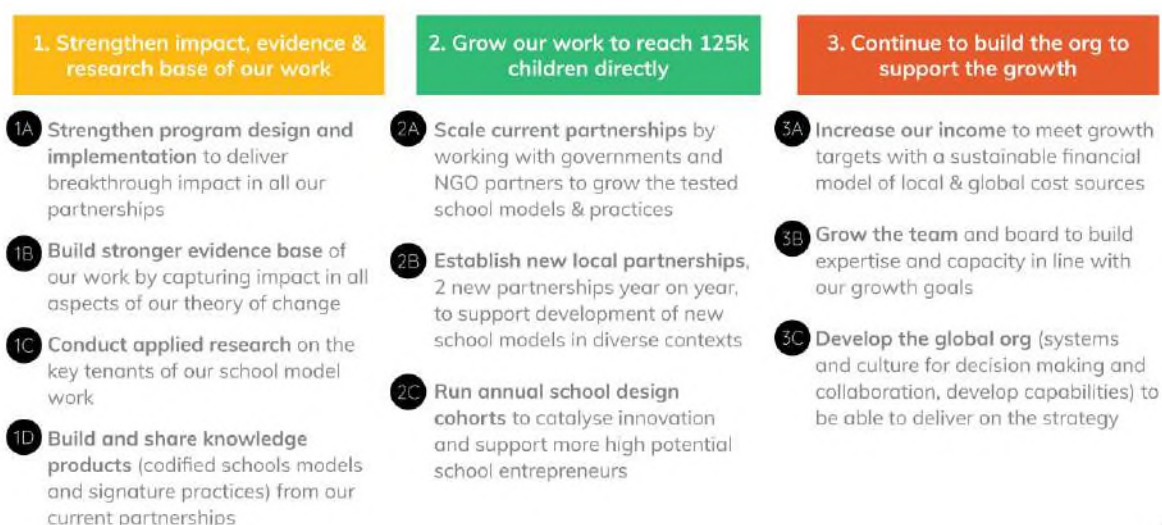 1. Strengthen impact, evidence &
research base of our work
1A Strengthen program design and
implementation to deliver
breakthrough impact in all our
partnerships
1B Build stronger evidence base of
our work by capturing impact in all
aspects of our theory of change
1C Conduct applied research on the
key tenants of our school model
work
1D Build and share knowledge
products (codified schools models
and signature practices) from our
current partnerships
2. Grow our work to reach 125k
children directly
2A Scale current partnerships by
working with governments and
NGO partners to grow the tested
school models & practices
2B Establish new local partnerships,
2 new partnerships year on year,
to support development of new
school models in diverse contexts
2C Run annual school design
cohorts to catalyse innovation
and support more high potential
school entrepreneurs
3. Continue to build the org to
support the growth
3A Increase our income to meet growth
targets with a sustainable financial
model of local & global cost sources
3B Grow the team and board to build
expertise and capacity in line with
our growth goals
3C Develop the global org (systems
and culture for decision making and
collaboration, develop capabilities) to
be able to deliver on the strategy